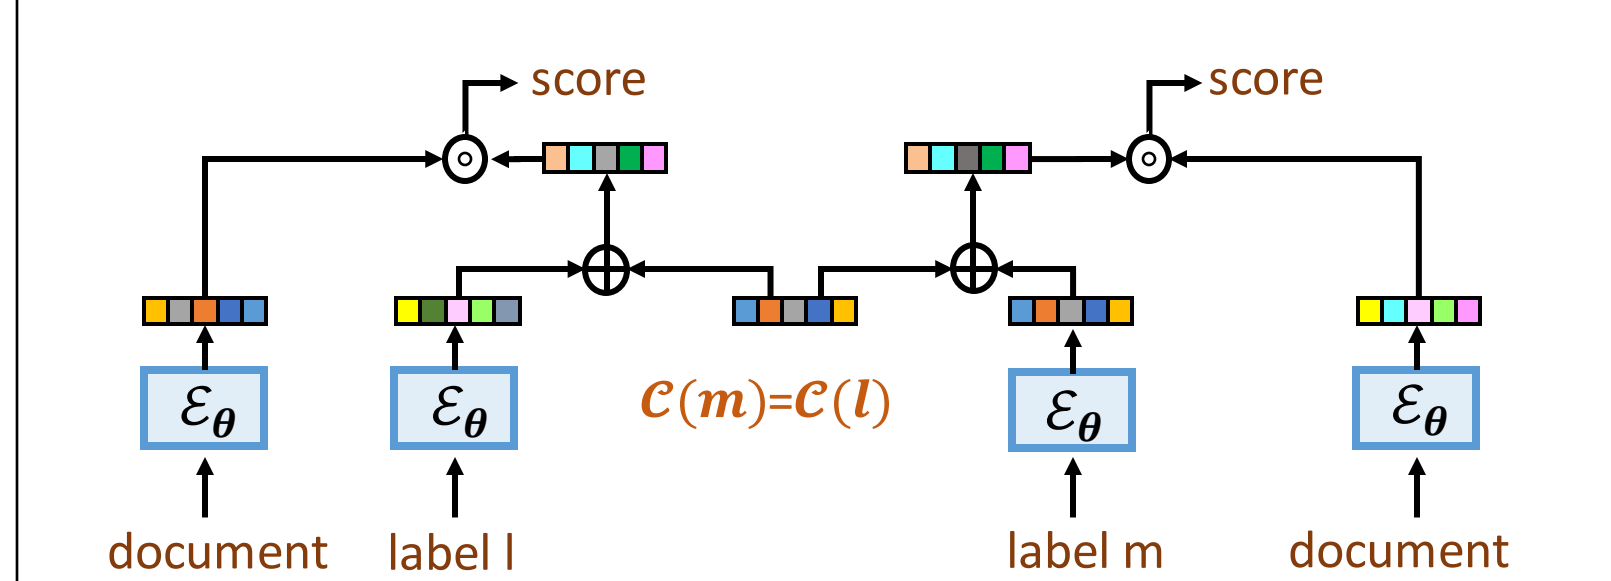 score score
ℰθ ℰθ 𝓒(m)=𝓒(l) ℰθ ℰθ
document label l label m document